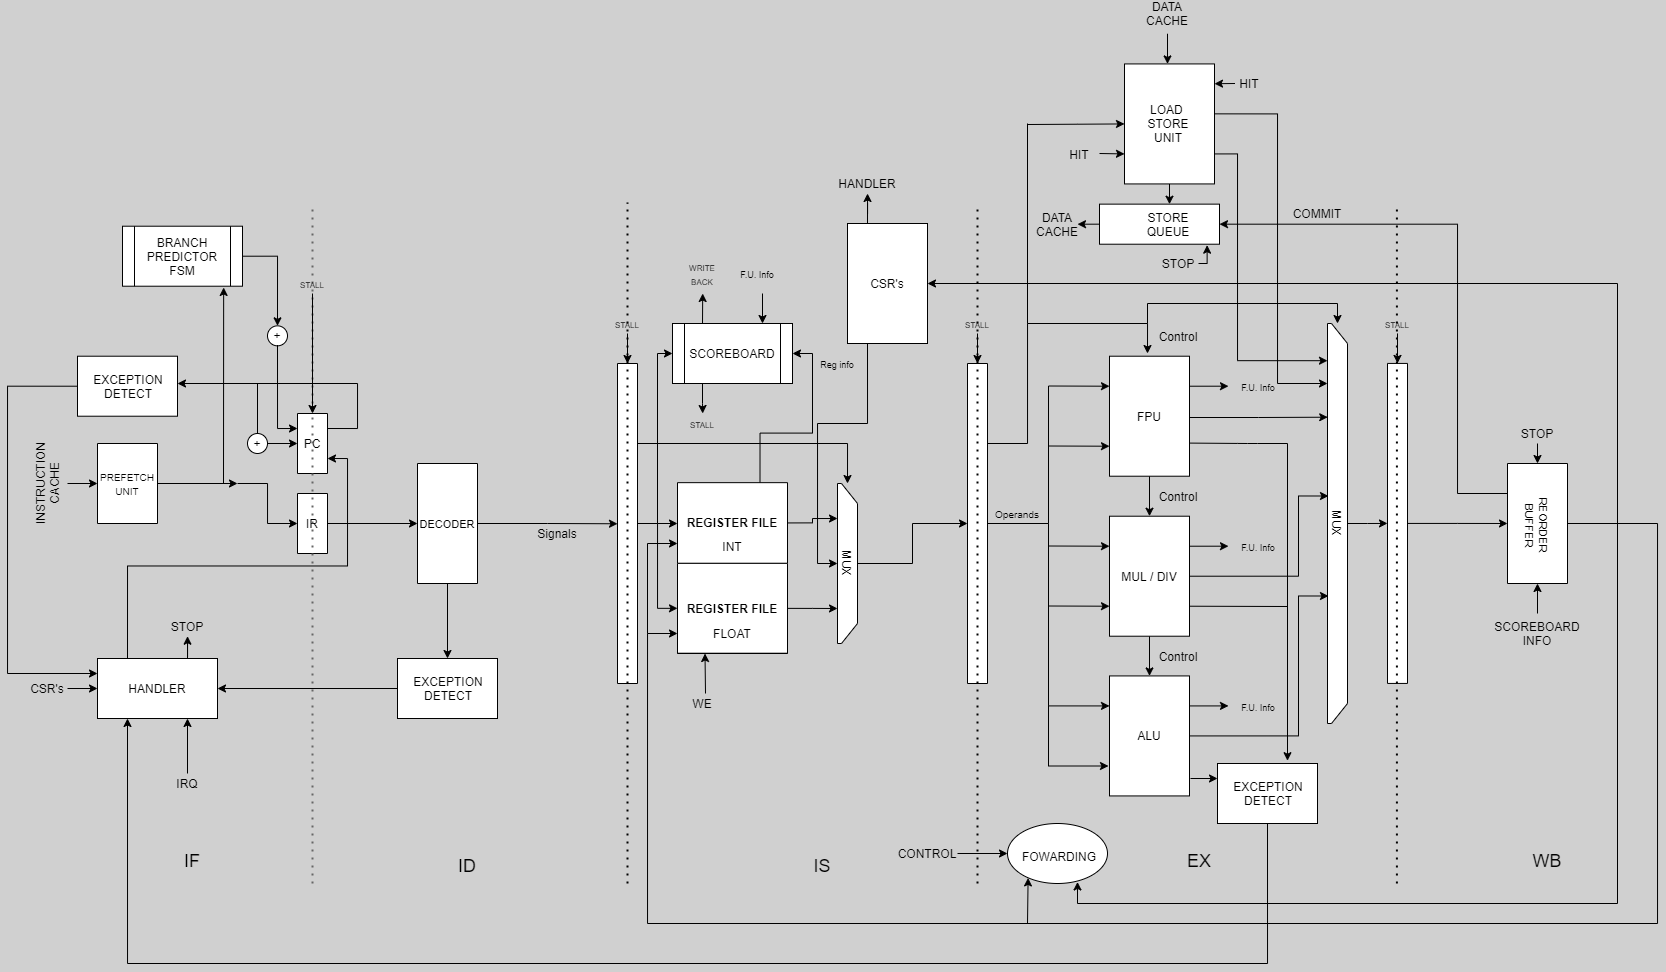 DATA
CACHE
HIT
LOAD
STORE
UNIT
HIT
HANDLER
DATA
CACHE
STORE
QUEUE
COMMIT
STOP
BRANCH
PREDICTOR
FSM
STALL
WRITE
BACK
F.U. Info
CSR's
STALL
STALL
STALL
+
SCOREBOARD
Reg info
Control
EXCEPTION
DETECT
F.U. Info
FPU
STALL
+
PC
STOP
INSTRUCTION
CACHE
PREFETCH
UNIT
IR
DECODER
Signals
REGISTER FILE
INT
MUX
Operands
Control
F.U. Info
MUL / DIV
MUX
REORDER
BUFFER
REGISTER FILE
FLOAT
STOP
SCOREBOARD
INFO
CSR's
HANDLER
EXCEPTION
DETECT
WE
Control
F.U. Info
ALU
IRQ
EXCEPTION
DETECT
CONTROL
FOWARDING
IF
ID
IS
EX
WB